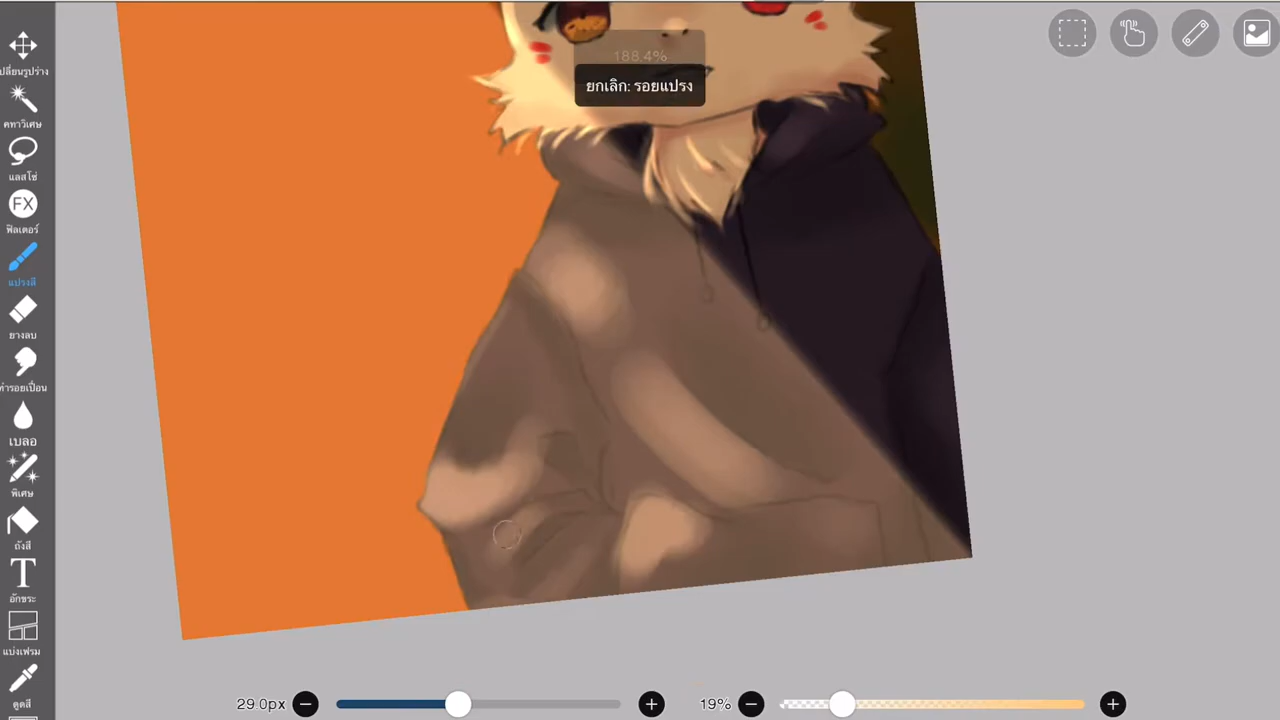 188.4%
ยกเลิก: รอยแปรง
ปลี่ยนรูปร่าง
คทาวิเศษ
แลสโซ่
FX
ฟิลเตอร์
แปรงสี
ยางลบ
ทำรอยเปื้อน
เบลอ
พิเศษ
ถังสี
T
อักขระ
แบ่งเฟรม
ดูดสี
29.0px
19%